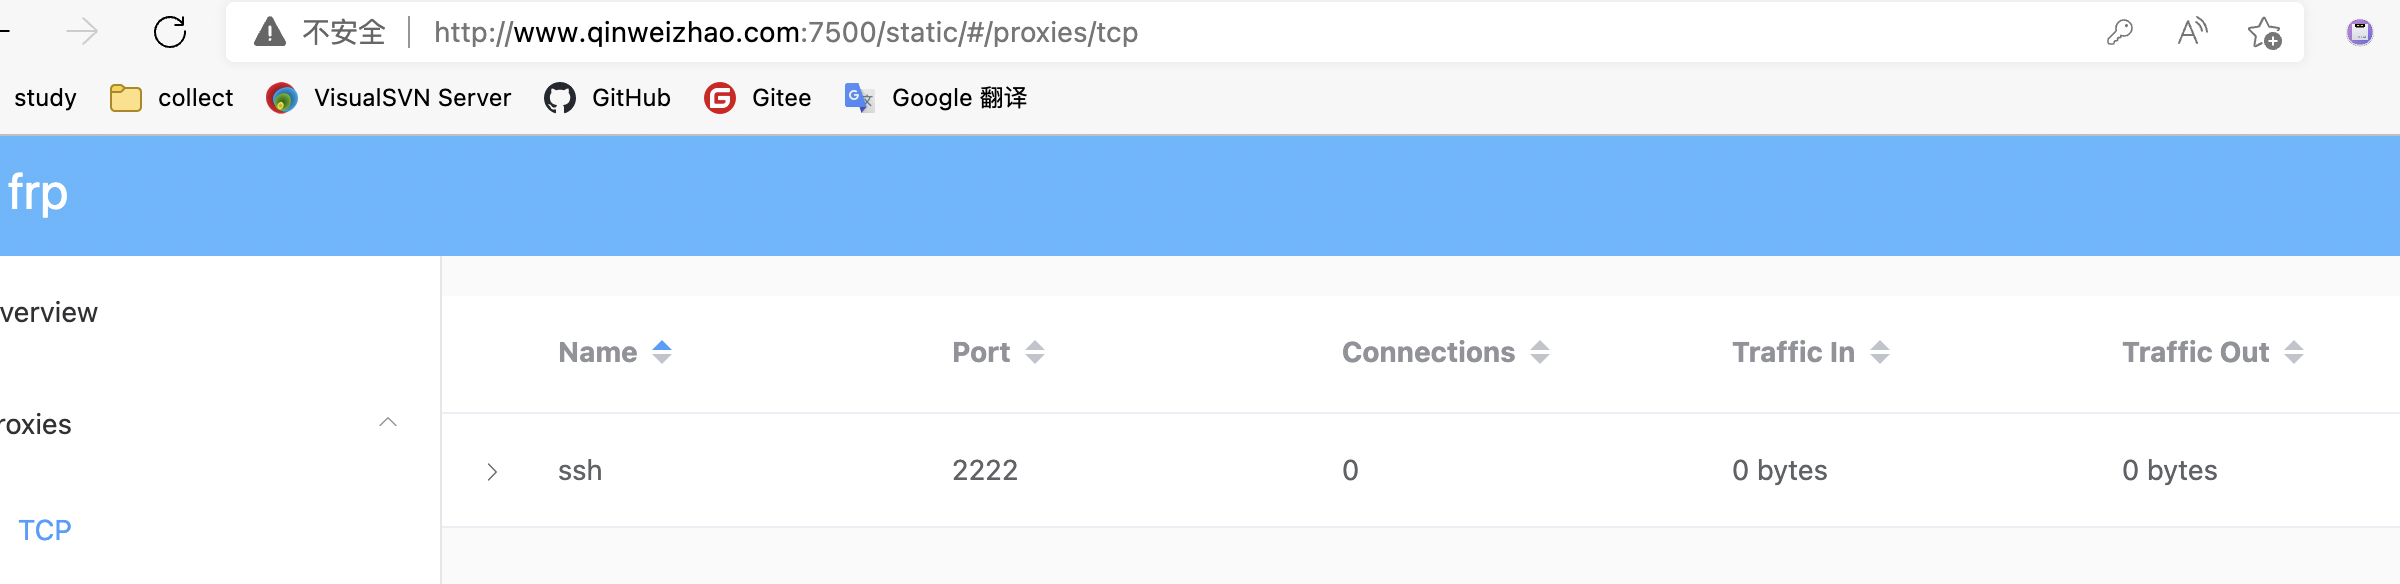 不安全 http://www.qinweizhao.com:7500/static/#/proxies/tcp
study collect VisualSVN Server GitHub Gitee Google 翻译
frp
verview
Name Port Connections Traffic In Traffic Out
roxies
ssh 2222 0 0 bytes 0 bytes
TCP